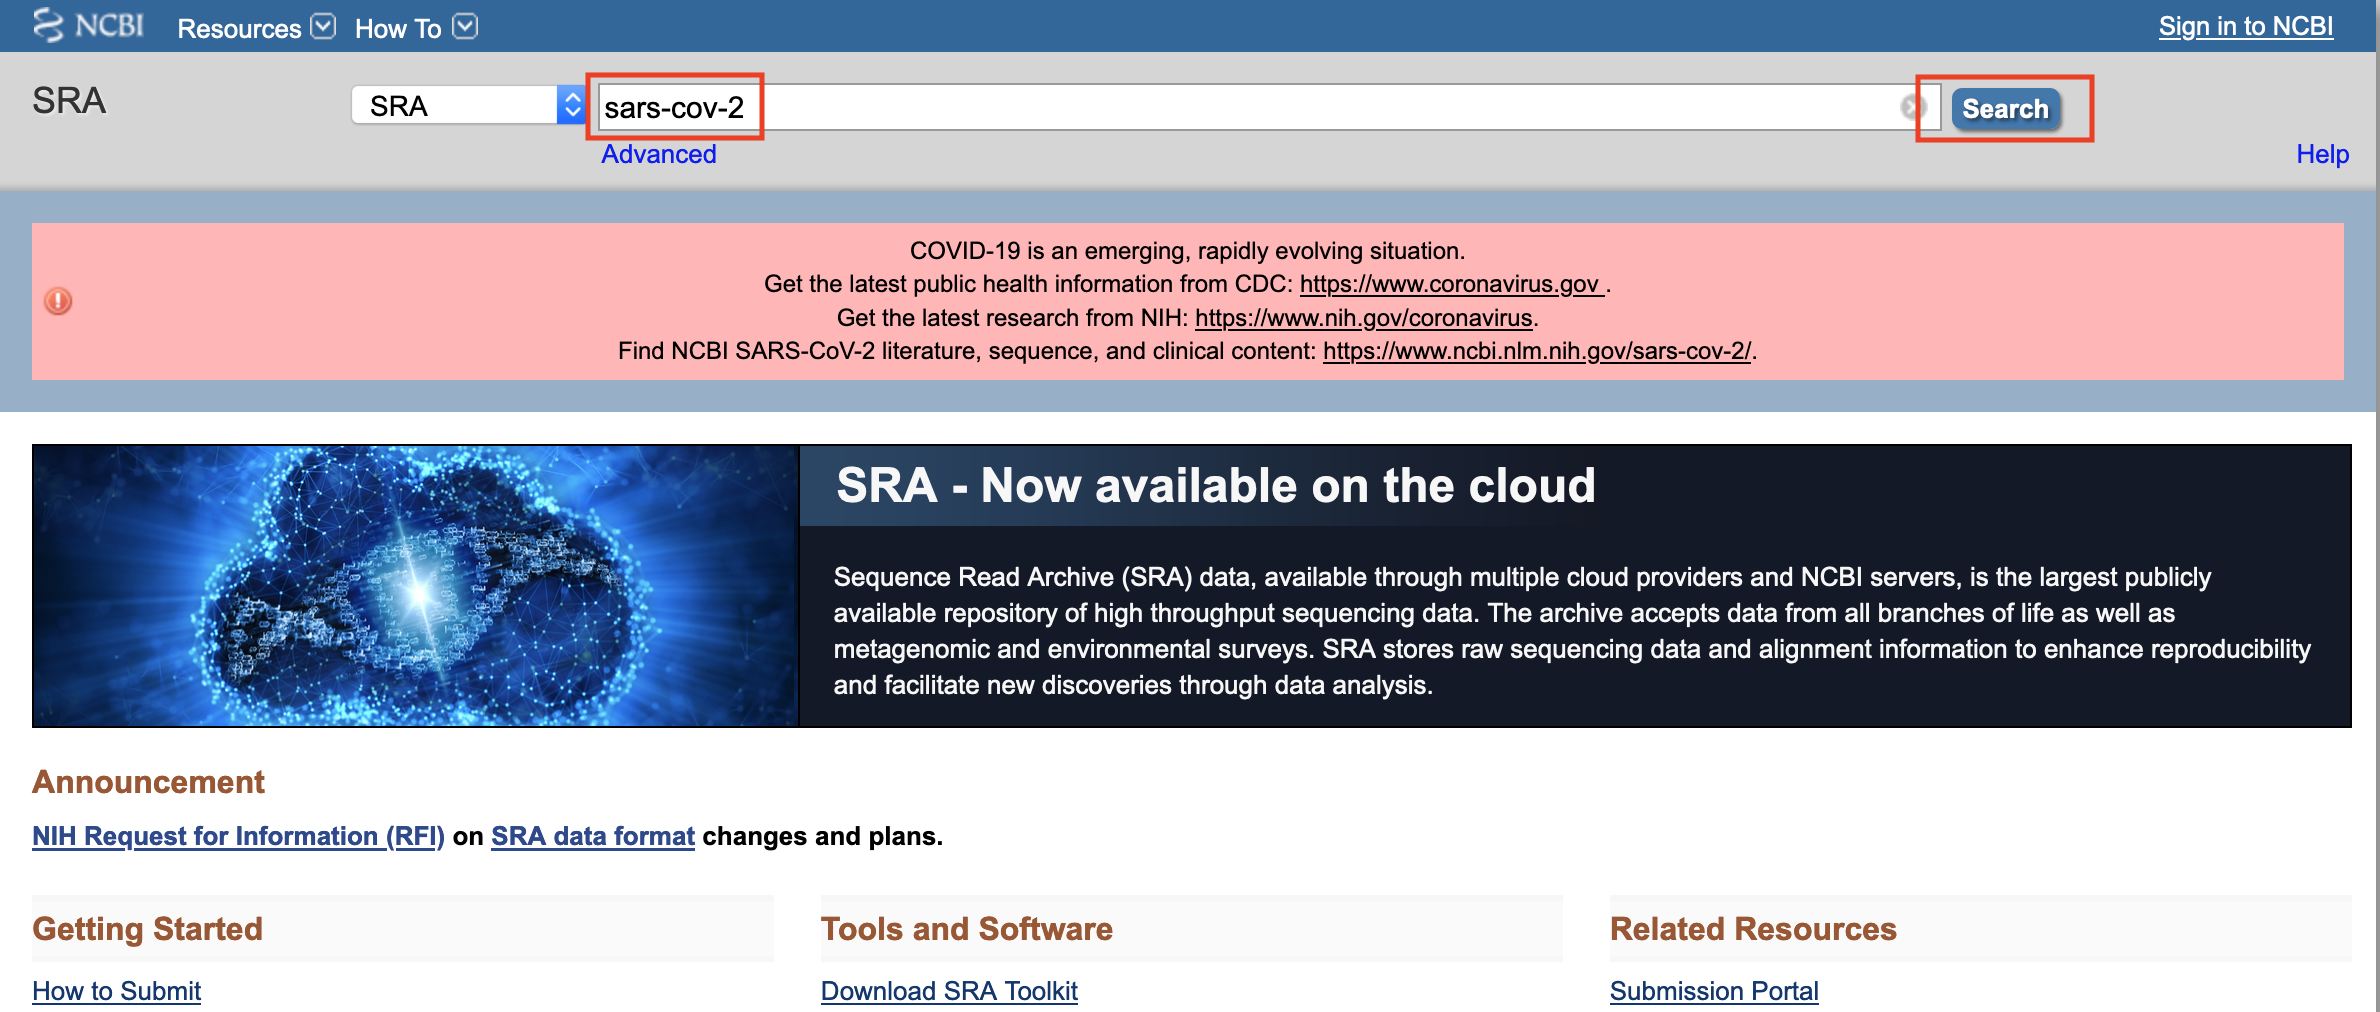 NCBI Resources How To Sign in to NCBI
SRA SRA sars-cov-2 Search
Advanced Help
COVID-19 is an emerging, rapidly evolving situation.
Get the latest public health information from CDC: https://www.coronavirus.gov .
Get the latest research from NIH: https://www.nih.gov/coronavirus.
Find NCBI SARS-CoV-2 literature, sequence, and clinical content: https://www.ncbi.nlm.nih.gov/sars-cov-2/.
SRA - Now available on the cloud
Sequence Read Archive (SRA) data, available through multiple cloud providers and NCBI servers, is the largest publicly
available repository of high throughput sequencing data. The archive accepts data from all branches of life as well as
metagenomic and environmental surveys. SRA stores raw sequencing data and alignment information to enhance reproducibility
and facilitate new discoveries through data analysis.
Announcement
NIH Request for Information (RFI) on SRA data format changes and plans.
Getting Started
How to Submit
Tools and Software
Download SRA Toolkit
Related Resources
Submission Portal